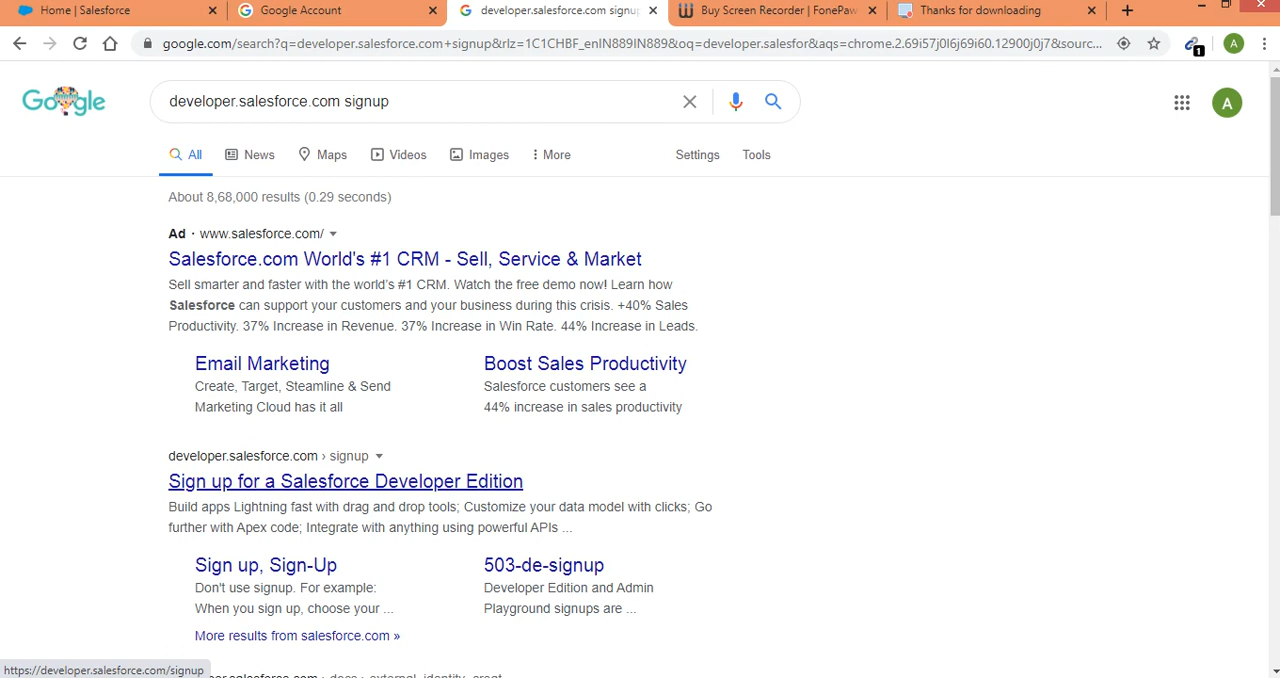 Home | Salesforce
Google Account
developer.salesforce.com signup
Buy Screen Recorder | FonePaw
Thanks for downloading
google.com/search?q=developer.salesforce.com+signup&rlz=1C1CHBF_enIN889IN889&oq=developer.salesfor&aqs=chrome.2.69i57j0l6j69i60.12900j0j7&sourc...
1
A
Google
developer.salesforce.com signup
A
All
News
Maps
Videos
Images
More
Settings
Tools
About 8,68,000 results (0.29 seconds)
Ad · www.salesforce.com/
Salesforce.com World's #1 CRM - Sell, Service & Market
Sell smarter and faster with the world's #1 CRM. Watch the free demo now! Learn how
Salesforce can support your customers and your business during this crisis. +40% Sales
Productivity. 37% Increase in Revenue. 37% Increase in Win Rate. 44% Increase in Leads.
Email Marketing
Create, Target, Steamline & Send
Marketing Cloud has it all
Boost Sales Productivity
Salesforce customers see a
44% increase in sales productivity
developer.salesforce.com › signup
Sign up for a Salesforce Developer Edition
Build apps Lightning fast with drag and drop tools; Customize your data model with clicks; Go
further with Apex code; Integrate with anything using powerful APIs ...
Sign up, Sign-Up
Don't use signup. For example:
When you sign up, choose your ...
503-de-signup
Developer Edition and Admin
Playground signups are ...
More results from salesforce.com »
https://developer.salesforce.com/signup